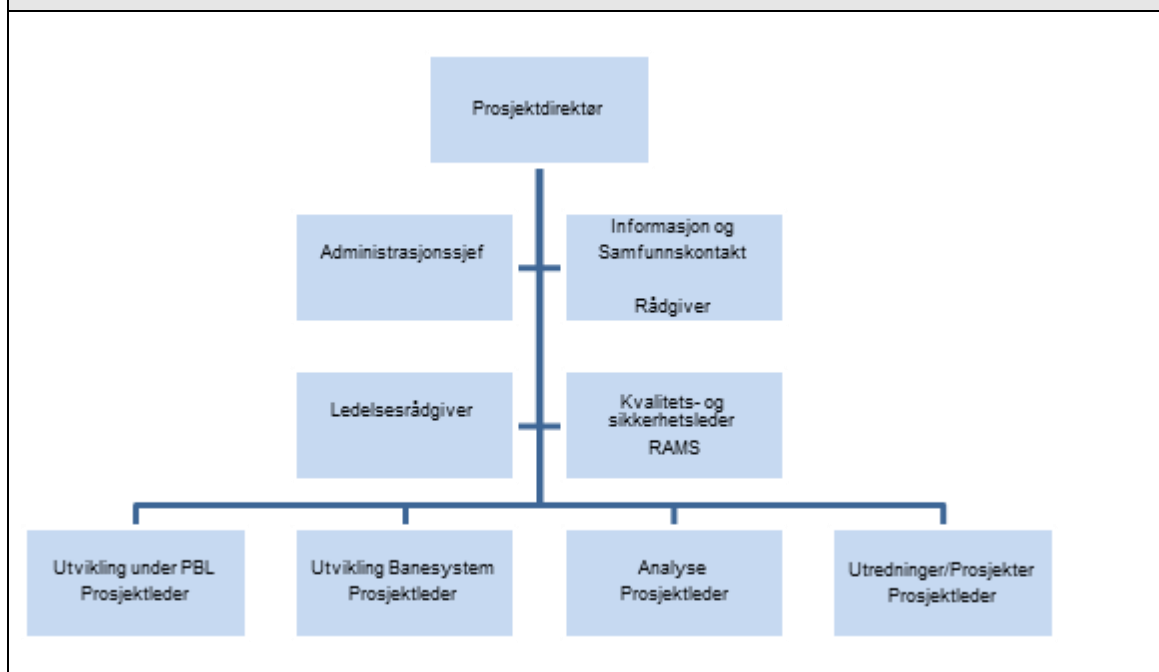 Prosjektdirektør
Administrasjonssjef
Informasjon og
Samfunnskontakt
Rådgiver
Ledelsesrådgiver
Kvalitets- og
sikkerhetsleder
RAMS
Utvikling under PBL
Prosjektleder
Utvikling Banesystem
Prosjektleder
Analyse
Prosjektleder
Utredninger/Prosjekter
Prosjektleder